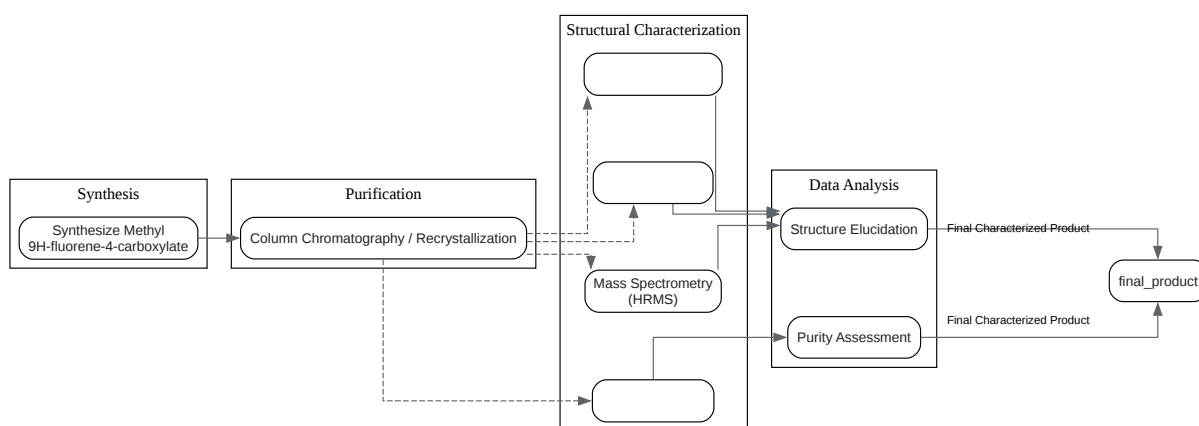 Synthesis
Synthesize Methyl
9H-fluorene-4-carboxylate
Purification
Column Chromatography / Recrystallization
Structural Characterization
Mass Spectrometry
(HRMS)
Data Analysis
Structure Elucidation
Purity Assessment
Final Characterized Product
Final Characterized Product
final_product